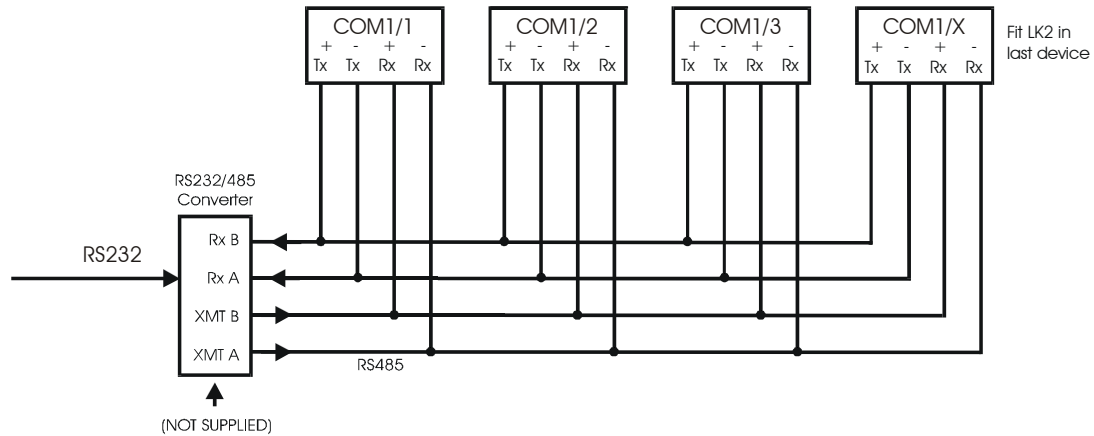 COM1/1
+ - + -
Tx Tx Rx Rx
COM1/2
+ - + -
Tx Tx Rx Rx
COM1/3
+ - + -
Tx Tx Rx Rx
COM1/X
+ - + -
Tx Tx Rx Rx
Fit LK2 in
last device
RS232/485
Converter
RS232
Rx B
Rx A
XMT B
XMT A
RS485
(NOT SUPPLIED)